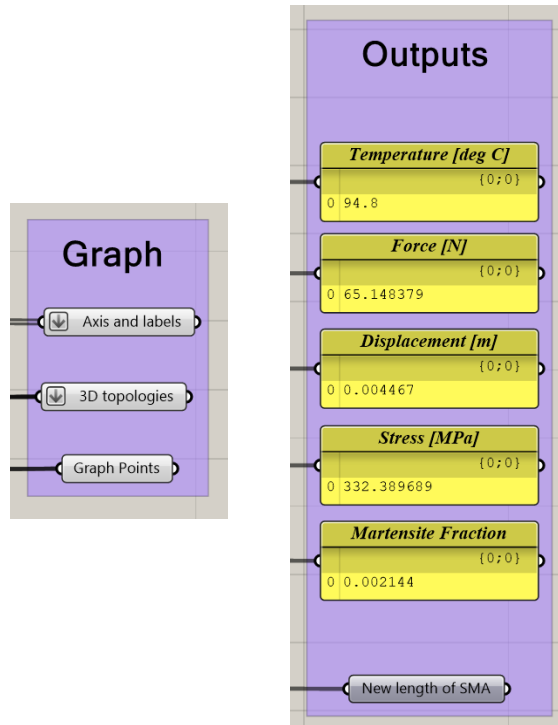 Graph
Axis and labels
3D topologies
Graph Points
Outputs
Temperature [deg C]
{0;0}
0 94.8
Force [N]
{0;0}
0 65.148379
Displacement [m]
{0;0}
0 0.004467
Stress [MPa]
{0;0}
0 332.389689
Martensite Fraction
{0;0}
0 0.002144
New length of SMA